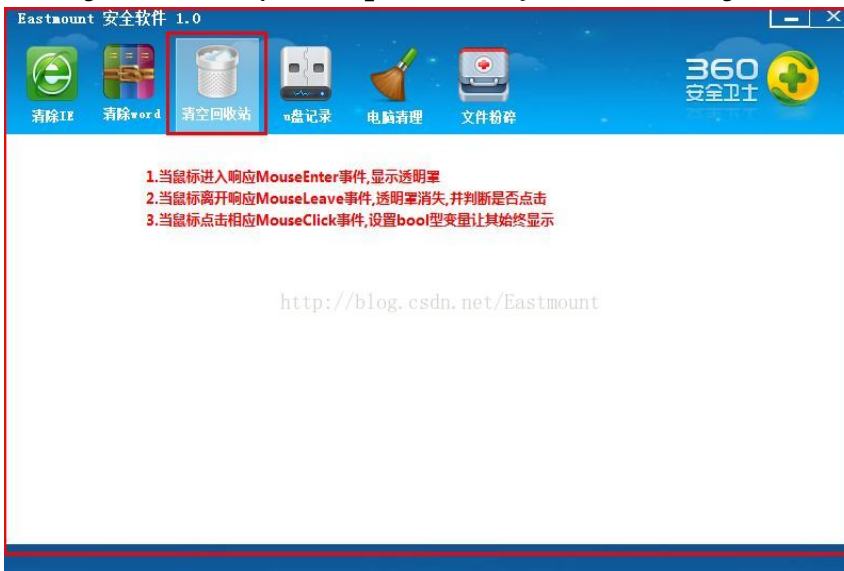 Eastmount 安全软件 1.0
清除IE 清除word 清空回收站 u盘记录 电脑清理 文件粉碎
360
安全卫士
1.当鼠标进入响应MouseEnter事件,显示透明罩
2.当鼠标离开响应MouseLeave事件,透明罩消失,并判断是否点击
3.当鼠标点击相应MouseClick事件,设置bool型变量让其始终显示
http://blog.csdn.net/Eastmount